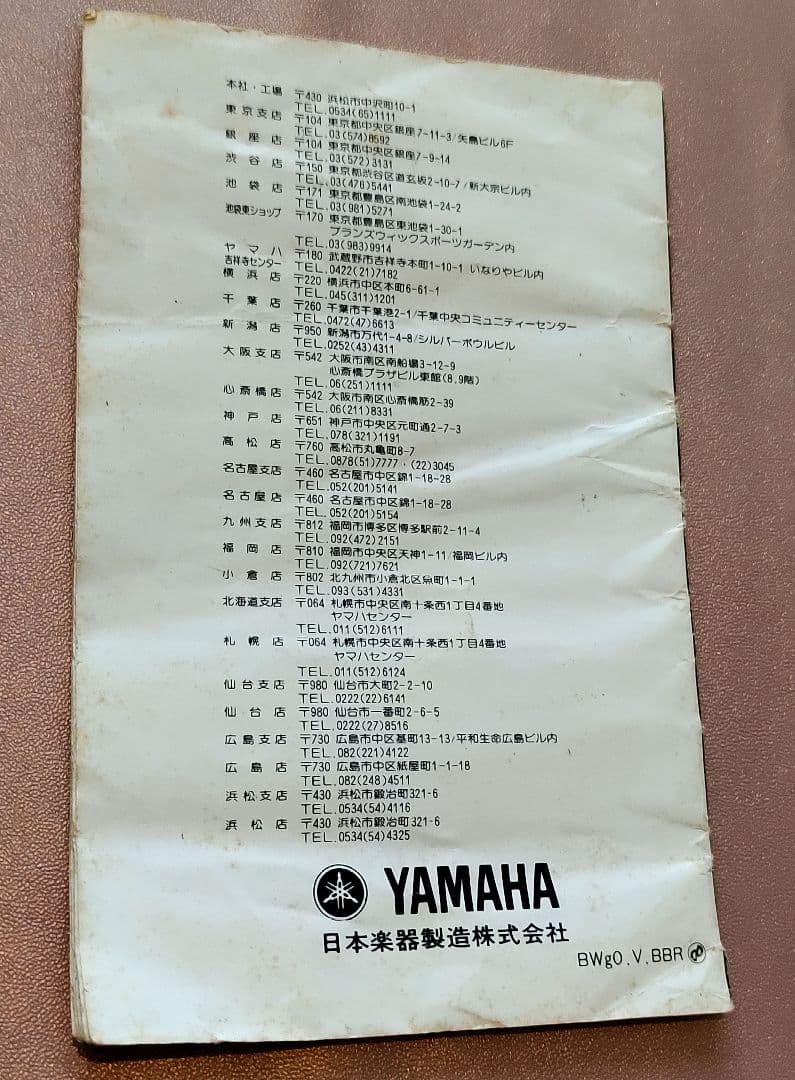 本社・工場 〒430 浜松市中沢町10-1
TEL.0534(65)1111
東京支店 〒104 東京都中央区銀座7-11-3/矢島ビル6F
TEL.03(574)8592
銀座店 〒104 東京都中央区銀座7-9-14
TEL.03(572)3131
渋谷店 〒150 東京都渋谷区道玄坂2-10-7/新大宗ビル内
TEL.03(476)5441
池袋店 〒171 東京都豊島区南池袋1-24-2
TEL.03(981)5271
池袋東ショップ 〒170 東京都豊島区東池袋1-30-1
ブランズウィックスポーツガーデン内
TEL.03(983)9914
ヤマハ 〒180 武蔵野市吉祥寺本町1-10-1 いなりやビル内
吉祥寺センター TEL.0422(21)7182
横浜店 〒220 横浜市中区本町6-61-1
TEL.045(311)1201
千葉店 〒260 千葉市千葉港2-1/千葉中央コミュニティーセンター
TEL.0472(47)6613
新潟店 〒950 新潟市万代1-4-8/シルバーボウルビル
TEL.0252(43)4311
大阪支店 〒542 大阪市南区南船場3-12-9
心斎橋プラザビル東館(8,9階)
TEL.06(251)1111
心斎橋店 〒542 大阪市南区心斎橋筋2-39
TEL.06(211)8331
神戸店 〒651 神戸市中央区元町通2-7-3
TEL.078(321)1191
高松店 〒760 高松市丸亀町8-7
TEL.0878(51)7777・(22)3045
名古屋支店 〒460 名古屋市中区錦1-18-28
TEL.052(201)5141
名古屋店 〒460 名古屋市中区錦1-18-28
TEL.052(201)5154
九州支店 〒812 福岡市博多区博多駅前2-11-4
TEL.092(472)2151
福岡店 〒810 福岡市中央区天神1-11/福岡ビル内
TEL.092(721)7621
小倉店 〒802 北九州市小倉北区魚町1-1-1
TEL.093(531)4331
北海道支店 〒064 札幌市中央区南十条西1丁目4番地
ヤマハセンター
TEL.011(512)6111
札幌店 〒064 札幌市中央区南十条西1丁目4番地
ヤマハセンター
TEL.011(512)6124
仙台支店 〒980 仙台市大町2-2-10
TEL.0222(22)6141
仙台店 〒980 仙台市一番町2-6-5
TEL.0222(27)8516
広島支店 〒730 広島市中区基町13-13/平和生命広島ビル内
TEL.082(221)4122
広島店 〒730 広島市中区紙屋町1-1-18
TEL.082(248)4511
浜松支店 〒430 浜松市鍛冶町321-6
TEL.0534(54)4116
浜松店 〒430 浜松市鍛冶町321-6
TEL.0534(54)4325
YAMAHA
日本楽器製造株式会社
BWgO.V.BBR